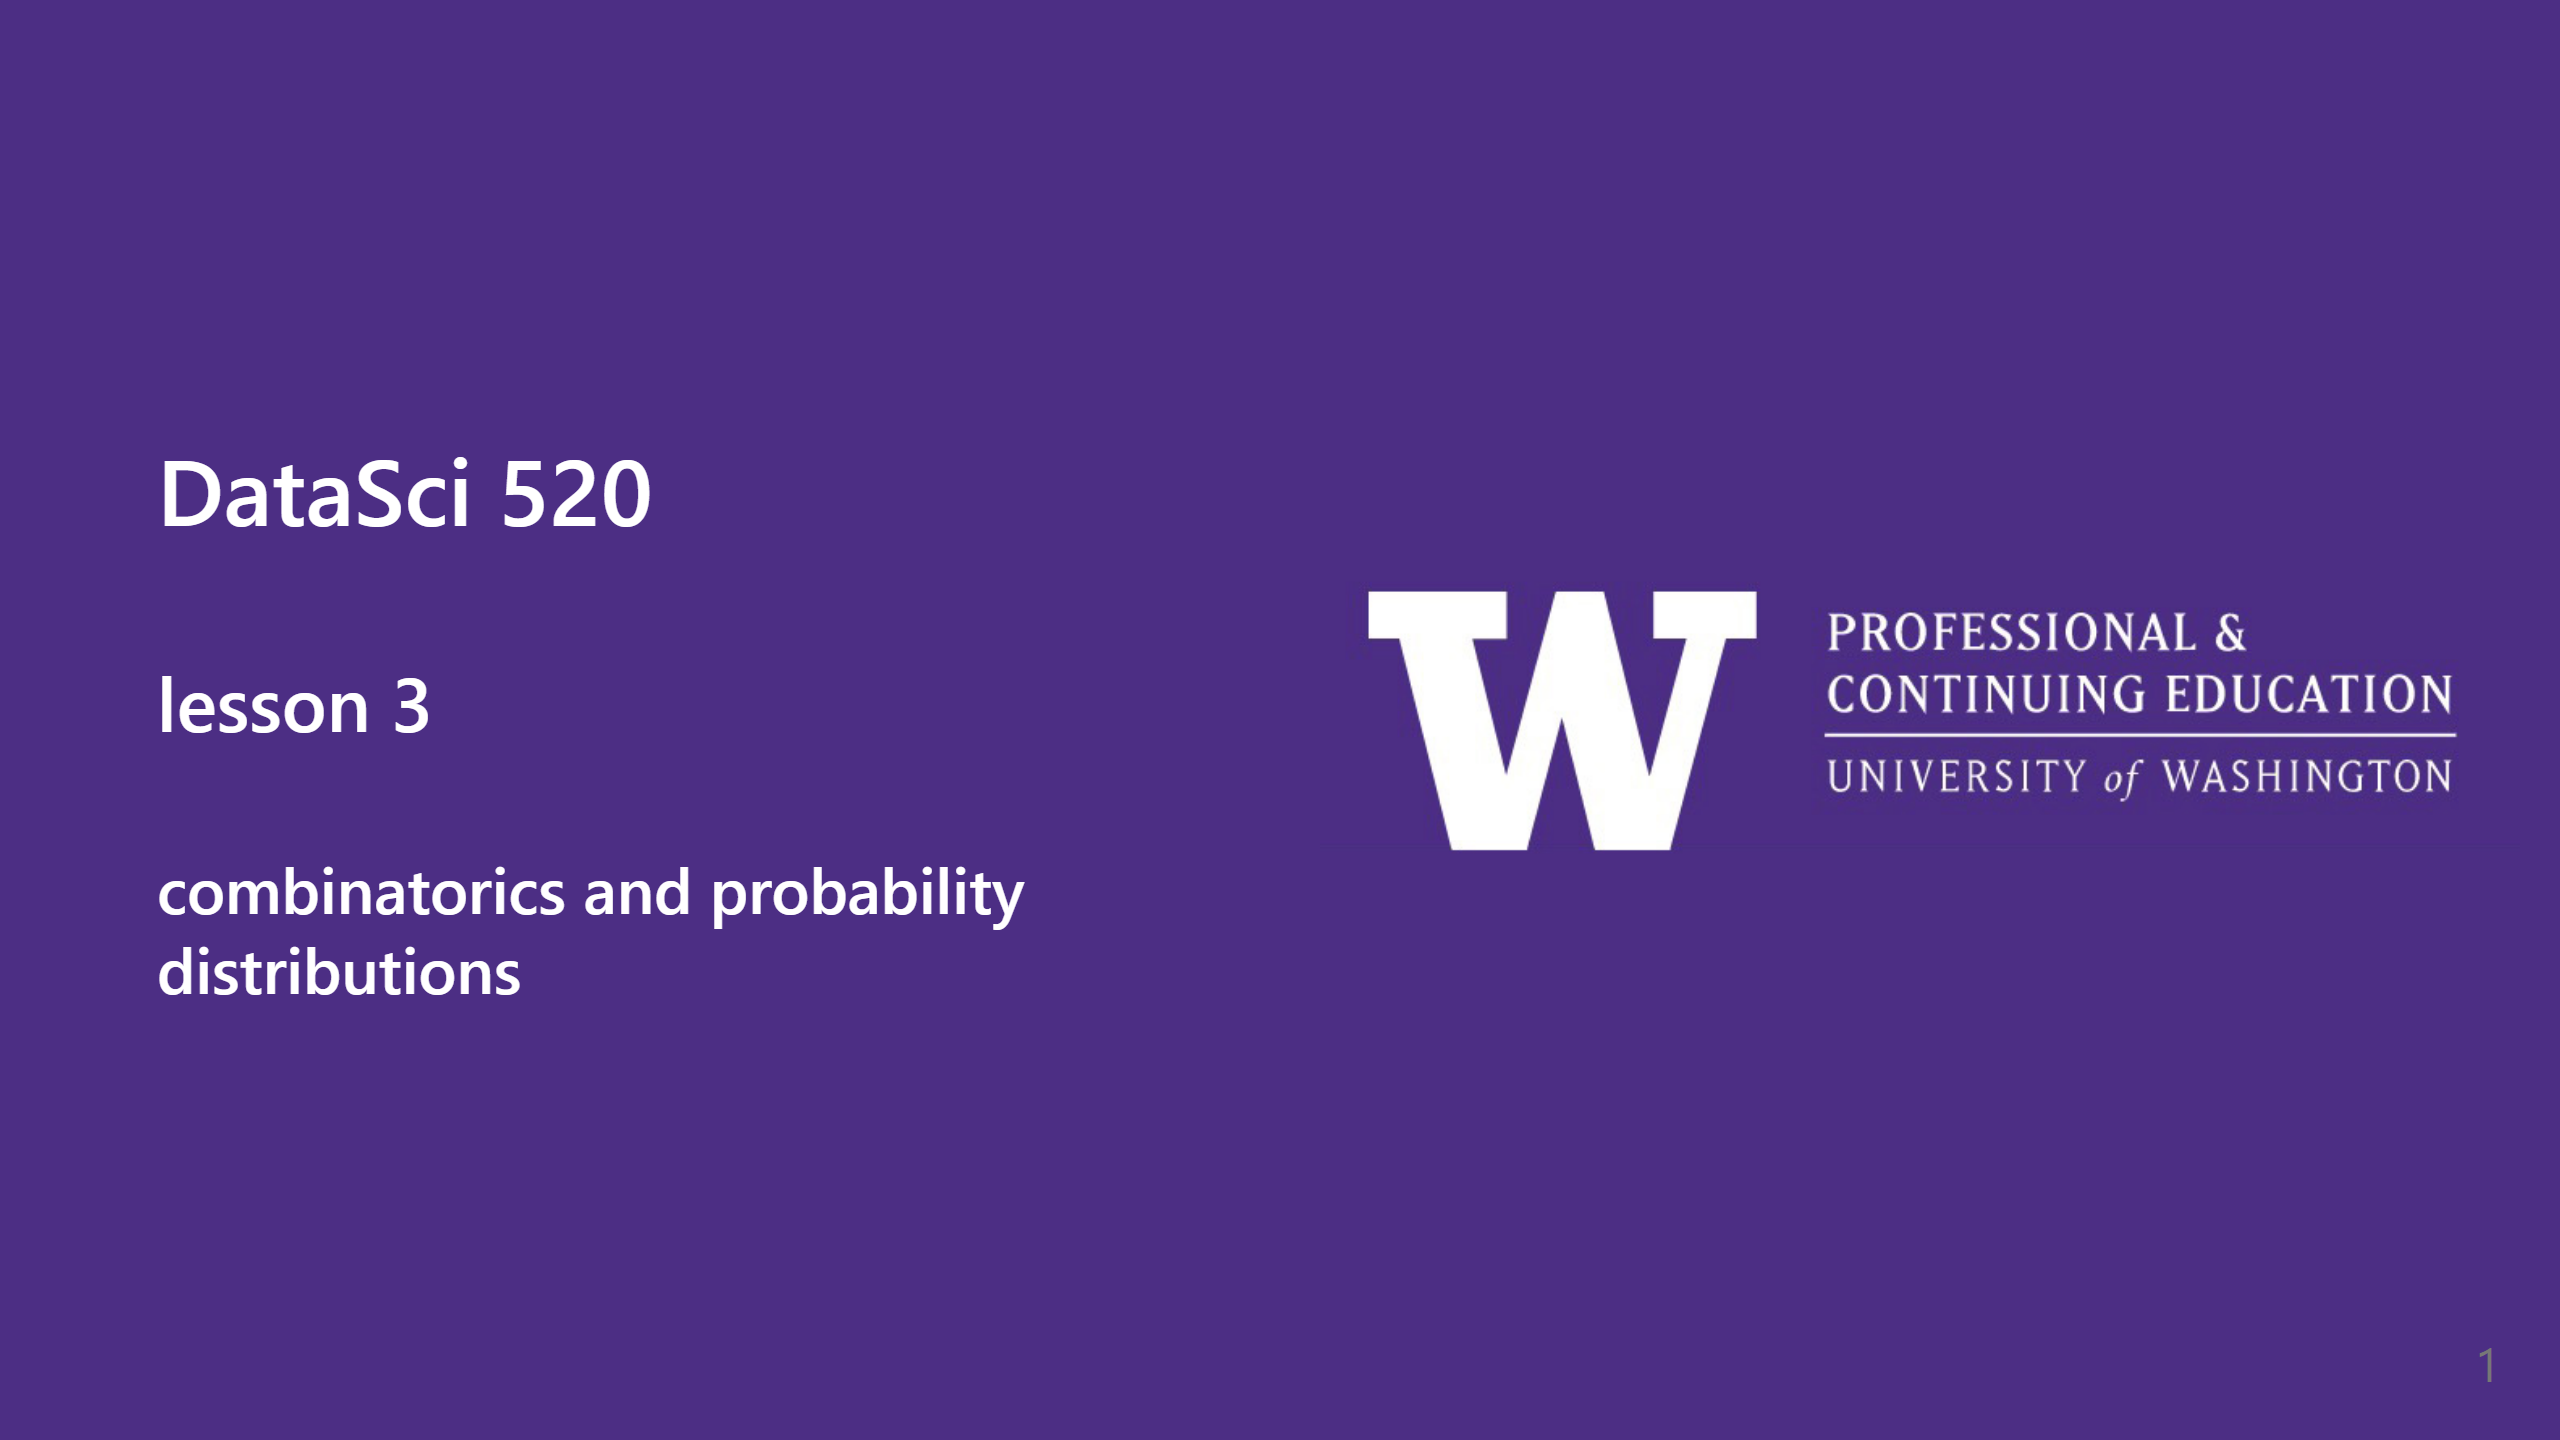 DataSci 520
lesson 3
combinatorics and probability
distributions
W
PROFESSIONAL &
CONTINUING EDUCATION
UNIVERSITY of WASHINGTON
1